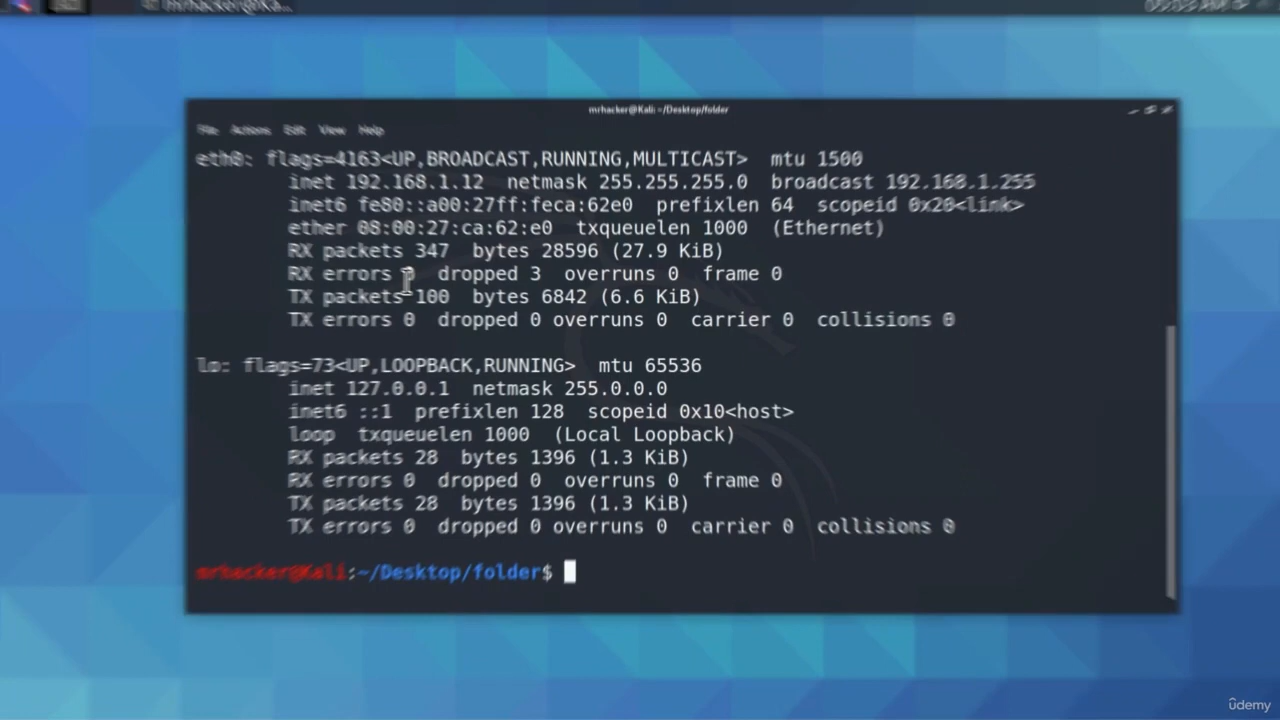 mrhacker@Ka...
mrhacker@Kali: ~/Desktop/folder
File Actions Edit View Help
eth0: flags=4163<UP,BROADCAST,RUNNING,MULTICAST>  mtu 1500
inet 192.168.1.12  netmask 255.255.255.0  broadcast 192.168.1.255
inet6 fe80::a00:27ff:feca:62e0  prefixlen 64  scopeid 0x20<link>
ether 08:00:27:ca:62:e0  txqueuelen 1000  (Ethernet)
RX packets 347  bytes 28596 (27.9 KiB)
RX errors 0  dropped 3  overruns 0  frame 0
TX packets 100  bytes 6842 (6.6 KiB)
TX errors 0  dropped 0 overruns 0  carrier 0  collisions 0
lo: flags=73<UP,LOOPBACK,RUNNING>  mtu 65536
inet 127.0.0.1  netmask 255.0.0.0
inet6 ::1  prefixlen 128  scopeid 0x10<host>
loop  txqueuelen 1000  (Local Loopback)
RX packets 28  bytes 1396 (1.3 KiB)
RX errors 0  dropped 0  overruns 0  frame 0
TX packets 28  bytes 1396 (1.3 KiB)
TX errors 0  dropped 0 overruns 0  carrier 0  collisions 0
mrhacker@Kali:~/Desktop/folder$
ûdemy